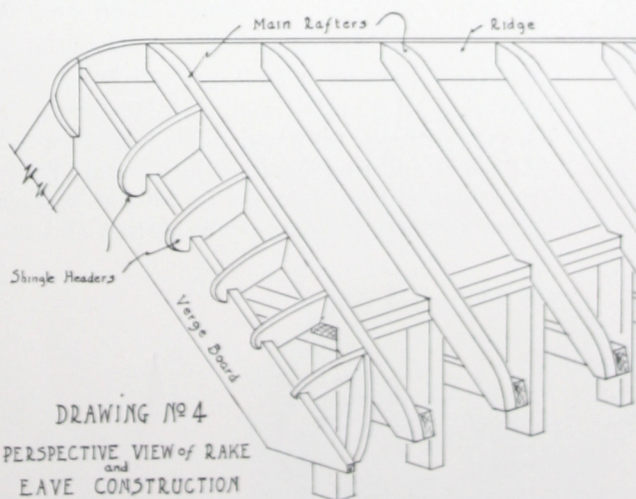 Main Rafters
Ridge
Shingle Headers
Verge Board
DRAWING Nº 4
PERSPECTIVE VIEW of RAKE
and
EAVE CONSTRUCTION